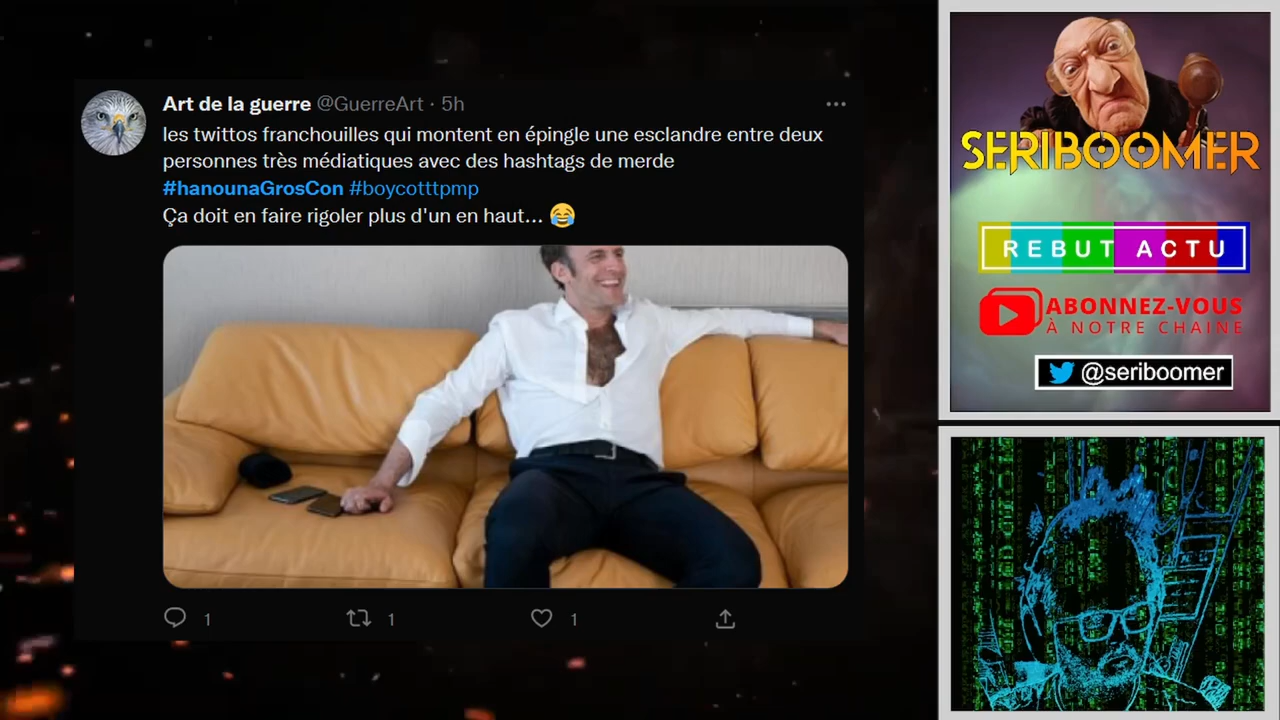 Art de la guerre @GuerreArt · 5h
les twittos franchouilles qui montent en épingle une esclandre entre deux
personnes très médiatiques avec des hashtags de merde
#hanounaGrosCon #boycotttpmp
Ça doit en faire rigoler plus d'un en haut... 😂
1
1
1
SERIBOOMER
REBUT ACTU
ABONNEZ-VOUS
À NOTRE CHAINE
@seriboomer